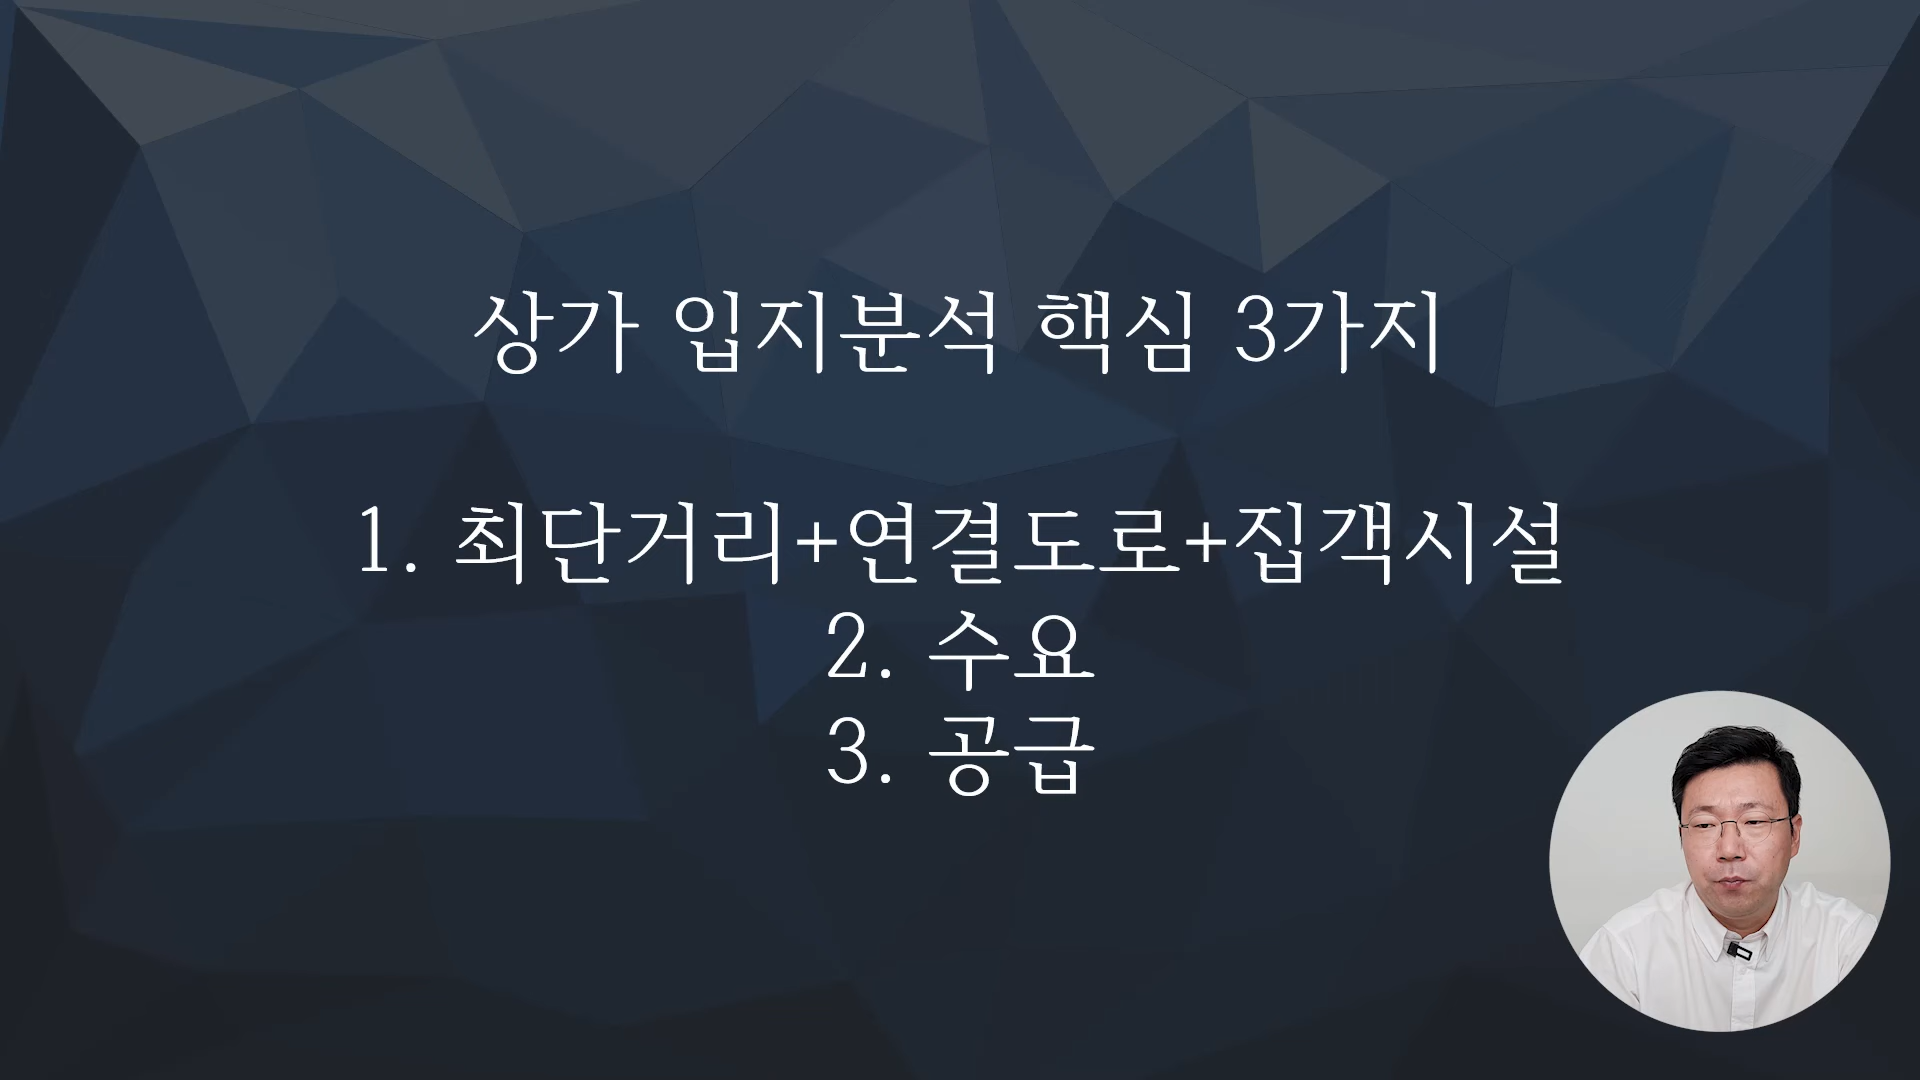 상가 입지분석 핵심 3가지
1. 최단거리+연결도로+집객시설
2. 수요
3. 공급